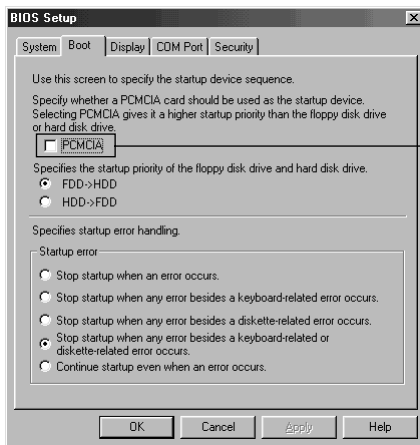 BIOS Setup
System Boot Display COM Port Security
Use this screen to specify the startup device sequence.
Specify whether a PCMCIA card should be used as the startup device.
Selecting PCMCIA gives it a higher startup priority than the floppy disk drive
or hard disk drive.
PCMCIA
Specifies the startup priority of the floppy disk drive and hard disk drive.
FDD->HDD
HDD->FDD
Specifies startup error handling.
Startup error
Stop startup when an error occurs.
Stop startup when any error besides a keyboard-related error occurs.
Stop startup when any error besides a diskette-related error occurs.
Stop startup when any error besides a keyboard-related or
diskette-related error occurs.
Continue startup even when an error occurs.
OK Cancel Apply Help